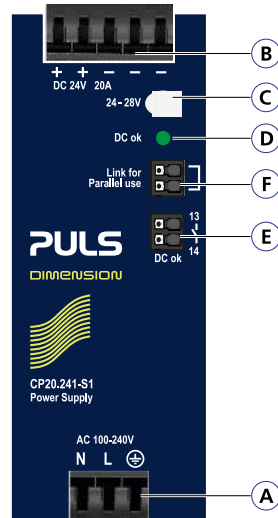 B
+ + – – –
DC 24V 20A
24–28V
C
DC ok
D
Link for
Parallel use
F
13
14
DC ok
E
PULS
DIMENSION
CP20.241-S1
Power Supply
AC 100-240V
N L
A